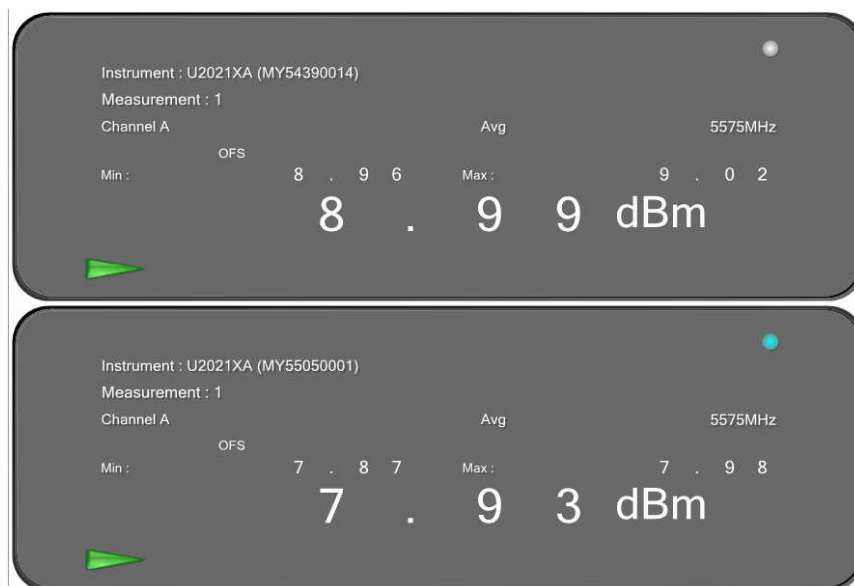 Instrument : U2021XA (MY54390014)
Measurement : 1
Channel A Avg 5575MHz
OFS
Min : 8 . 9 6 Max : 9 . 0 2
8 . 9 9 dBm
Instrument : U2021XA (MY55050001)
Measurement : 1
Channel A Avg 5575MHz
OFS
Min : 7 . 8 7 Max : 7 . 9 8
7 . 9 3 dBm